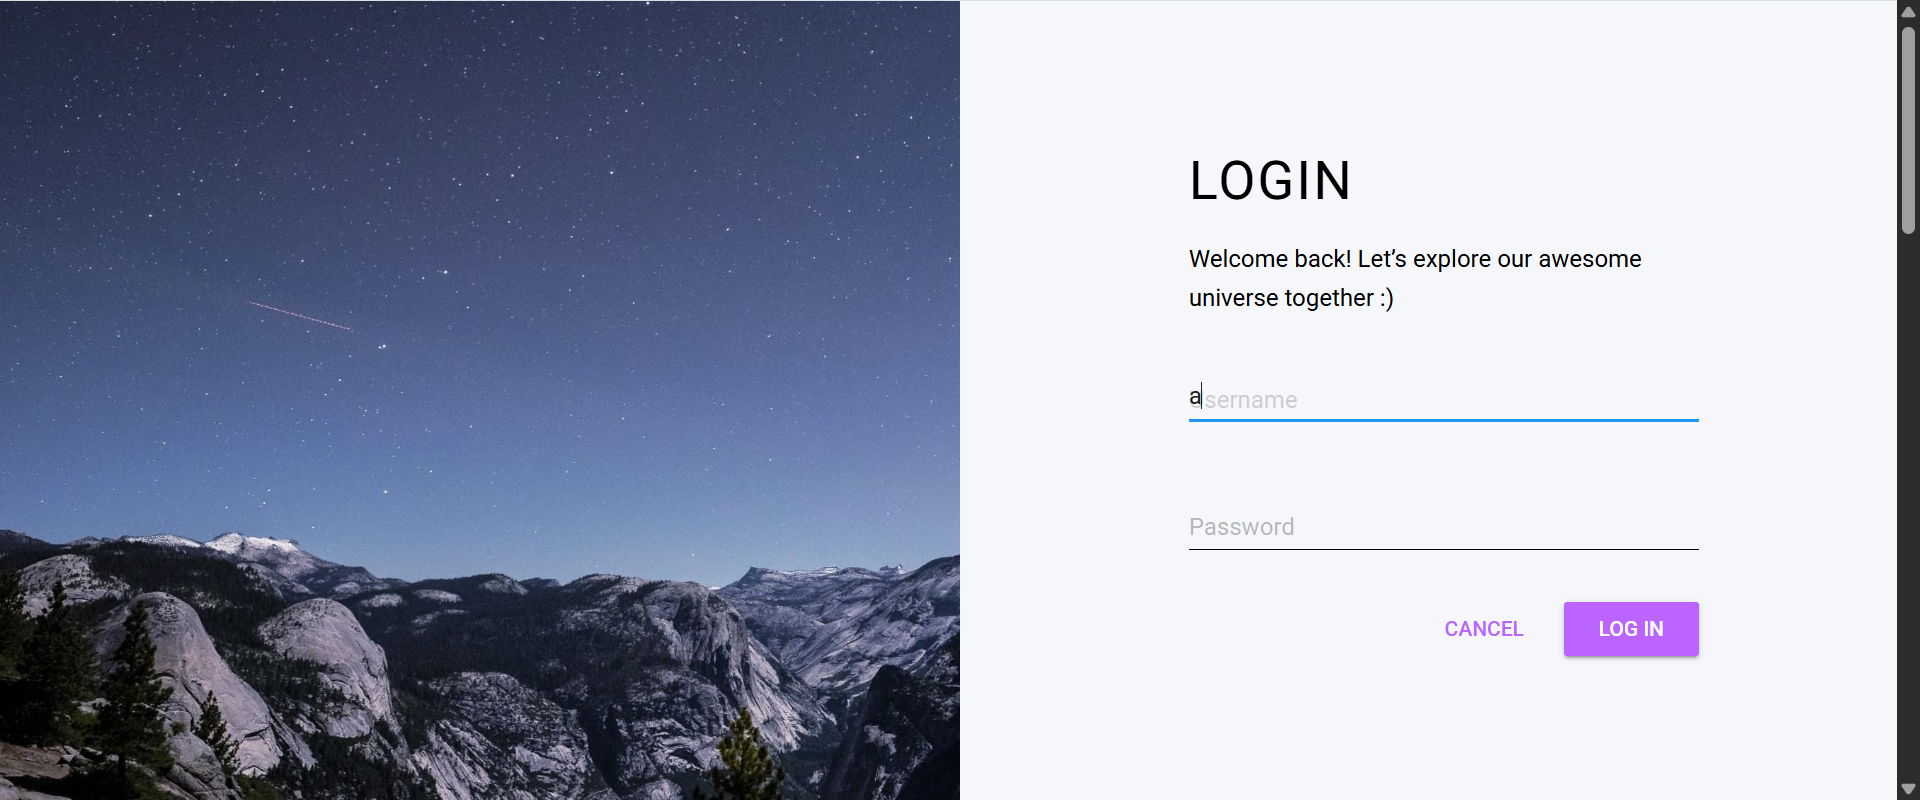 LOGIN
Welcome back! Let’s explore our awesome
universe together :)
a
sername
Password
CANCEL
LOG IN